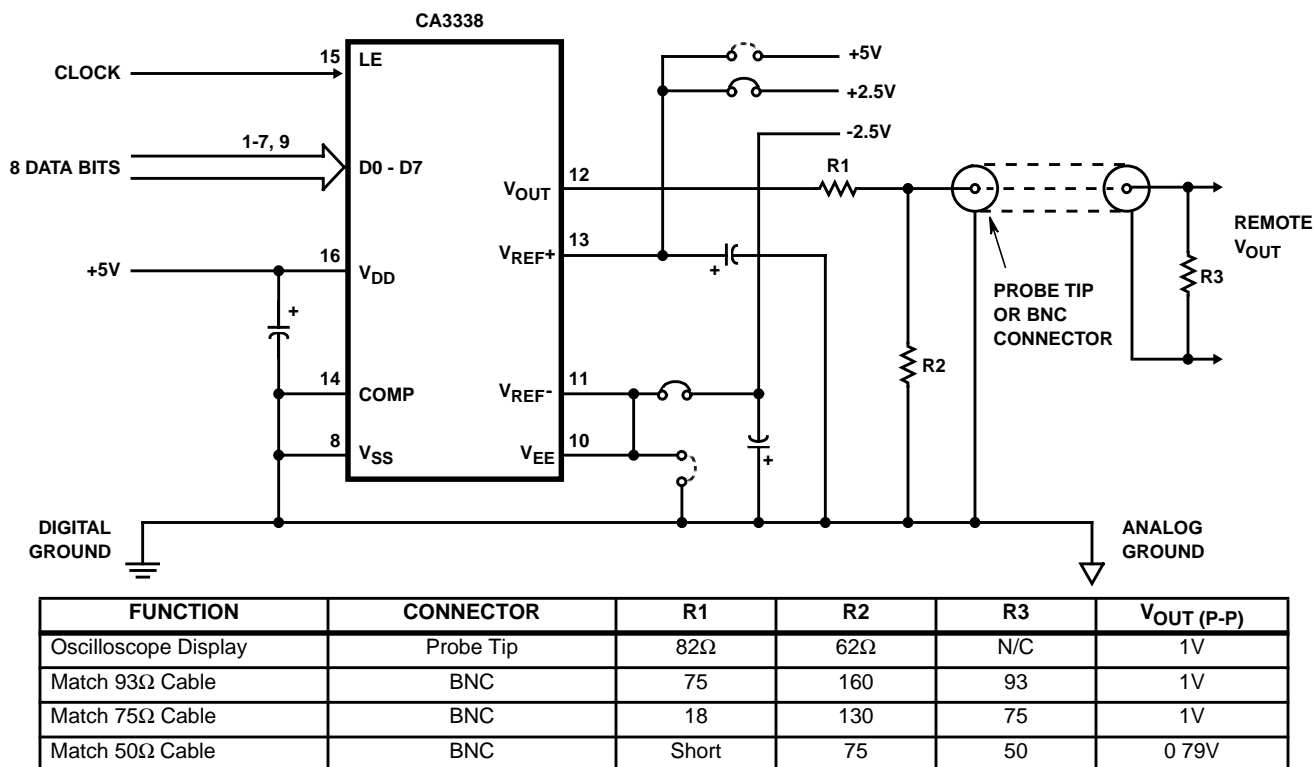 CA3338
CLOCK
15
LE
+5V
+2.5V
-2.5V
8 DATA BITS
1-7, 9
D0 - D7
VOUT
12
R1
VREF+
13
+
REMOTE
VOUT
R3
PROBE TIP
OR BNC
CONNECTOR
+5V
16
VDD
+
R2
14
COMP
VREF-
11
8
VSS
VEE
10
+
DIGITAL
GROUND
ANALOG
GROUND
FUNCTION CONNECTOR R1 R2 R3 VOUT (P-P)
Oscilloscope Display Probe Tip 82Ω 62Ω N/C 1V
Match 93Ω Cable BNC 75 160 93 1V
Match 75Ω Cable BNC 18 130 75 1V
Match 50Ω Cable BNC Short 75 50 0 79V